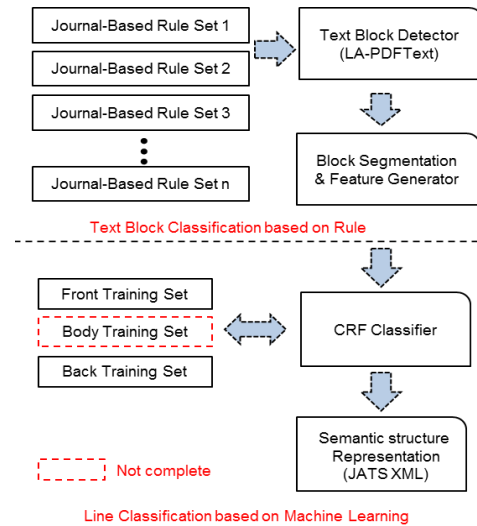 Journal-Based Rule Set 1
Journal-Based Rule Set 2
Journal-Based Rule Set 3
Journal-Based Rule Set n
Text Block Detector
(LA-PDFText)
Block Segmentation
& Feature Generator
Text Block Classification based on Rule
Front Training Set
Body Training Set
Back Training Set
CRF Classifier
Semantic structure
Representation
(JATS XML)
Not complete
Line Classification based on Machine Learning